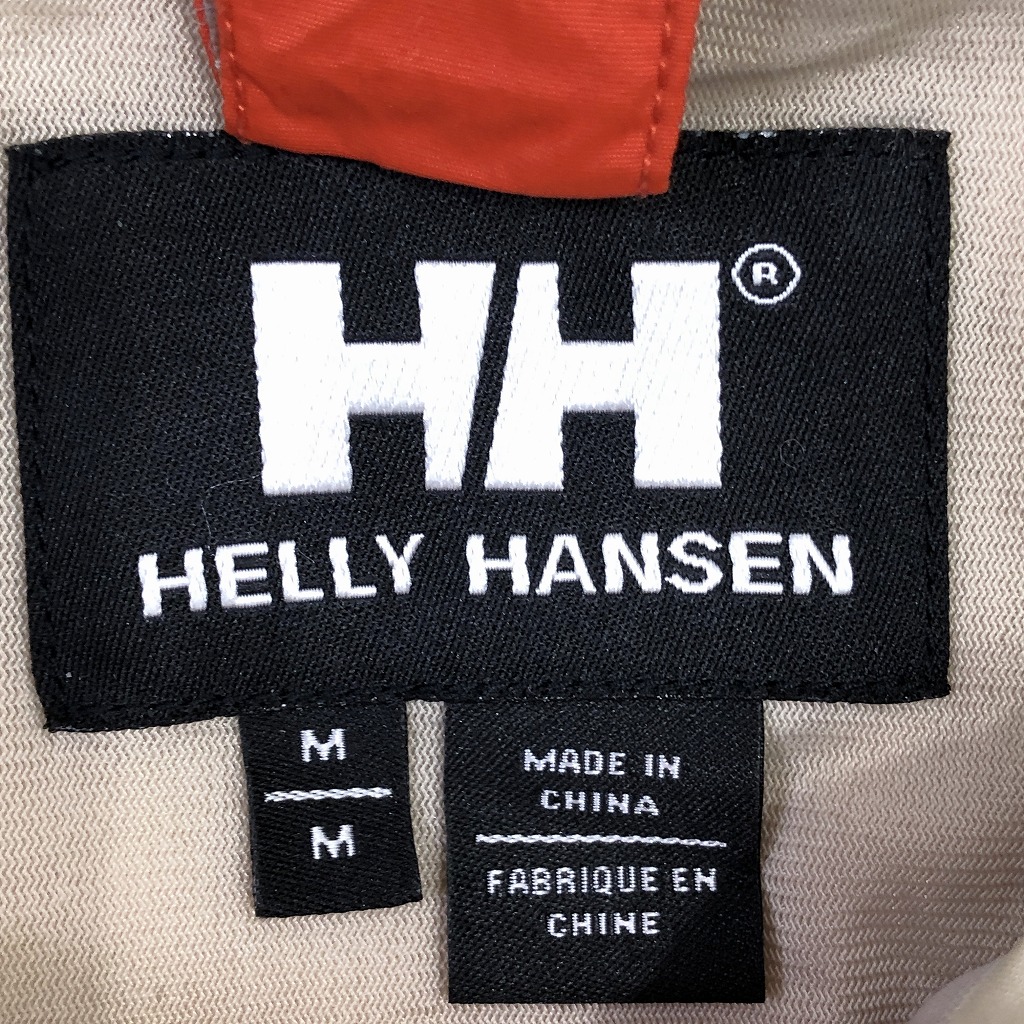 HH®
HELLY HANSEN
M
M
MADE IN
CHINA
FABRIQUE EN
CHINE